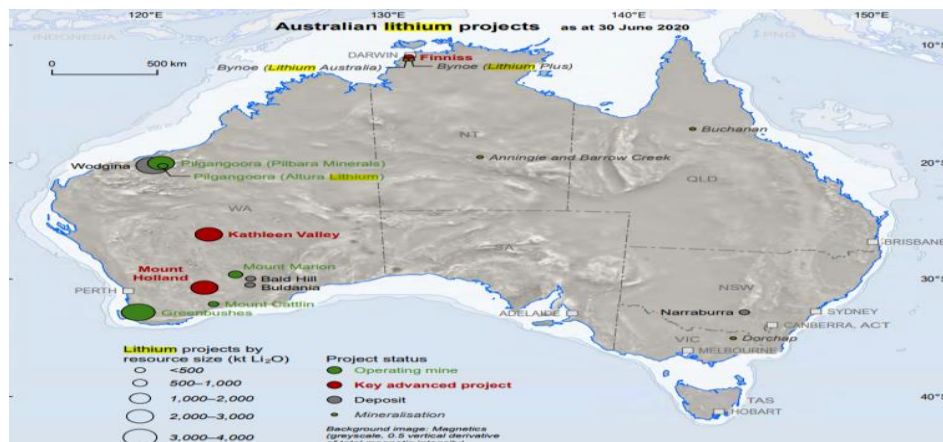 120°E
130°E
140°E
150°E
Australian lithium projects as at 30 June 2020
INDONESIA
PNG
0
500 km
DARWIN
Finniss
Bynoe (Lithium Australia)
Bynoe (Lithium Plus)
10°S
NT
Buchanan
Anningie and Barrow Creek
20°S
QLD
Wodgina
Pilgangoora (Pilbara Minerals)
Pilgangoora (Altura Lithium)
WA
Kathleen Valley
SA
BRISBANE
Mount Marion
Mount
Holland
Bald Hill
Buldania
30°S
PERTH
NSW
Mount Cattlin
Greenbushes
ADELAIDE
Narraburra
SYDNEY
CANBERRA, ACT
Dorchap
VIC
MELBOURNE
TAS
HOBART
40°S
Lithium projects by
resource size (kt Li₂O)
<500
500–1,000
1,000–2,000
2,000–3,000
3,000–4,000
Project status
Operating mine
Key advanced project
Deposit
Mineralisation
Background image: Magnetics
(greyscale, 0.5 vertical derivative